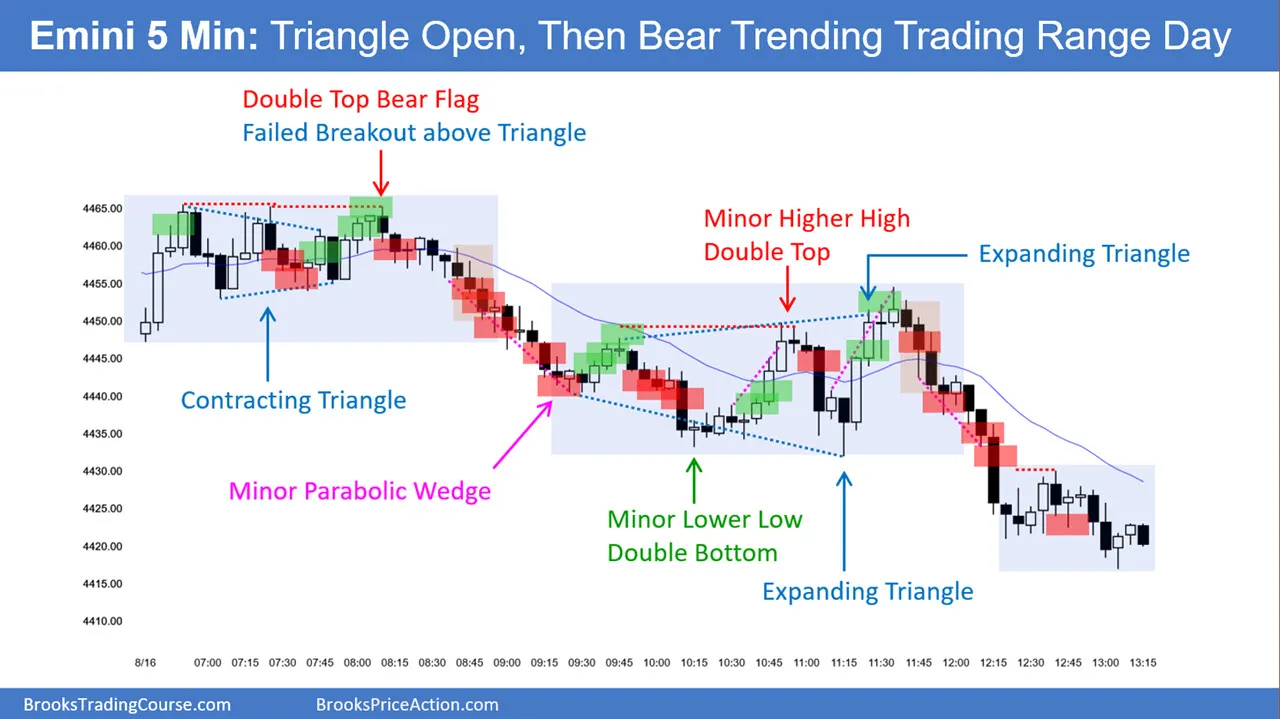 Emini 5 Min: Triangle Open, Then Bear Trending Trading Range Day
Double Top Bear Flag
Failed Breakout above Triangle
Minor Higher High
Double Top
Expanding Triangle
Contracting Triangle
Minor Parabolic Wedge
Minor Lower Low
Double Bottom
Expanding Triangle
4465.00
4460.00
4455.00
4450.00
4445.00
4440.00
4435.00
4430.00
4425.00
4420.00
4415.00
4410.00
8/16 07:00 07:15 07:30 07:45 08:00 08:15 08:30 08:45 09:00 09:15 09:30 09:45 10:00 10:15 10:30 10:45 11:00 11:15 11:30 11:45 12:00 12:15 12:30 12:45 13:00 13:15
BrooksTradingCourse.com BrooksPriceAction.com